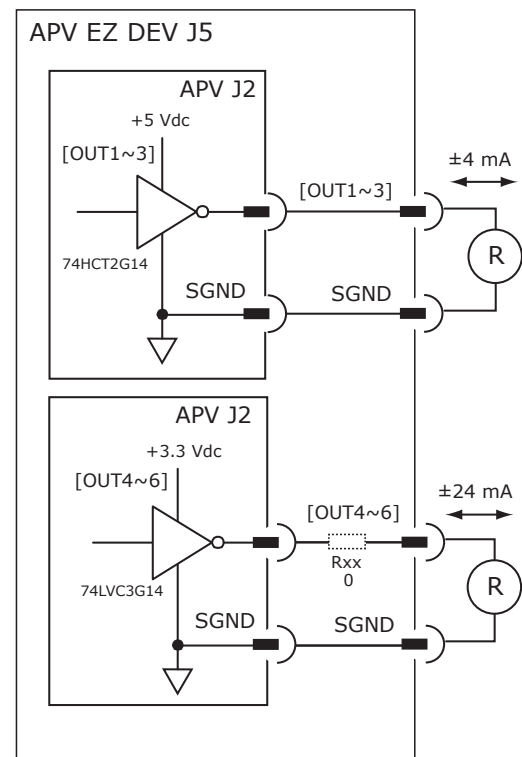 APV EZ DEV J5
APV J2
+5 Vdc
[OUT1~3]
[OUT1~3]
±4 mA
74HCT2G14
R
SGND
SGND
APV J2
+3.3 Vdc
[OUT4~6]
[OUT4~6]
±24 mA
Rxx
0
74LVC3G14
R
SGND
SGND